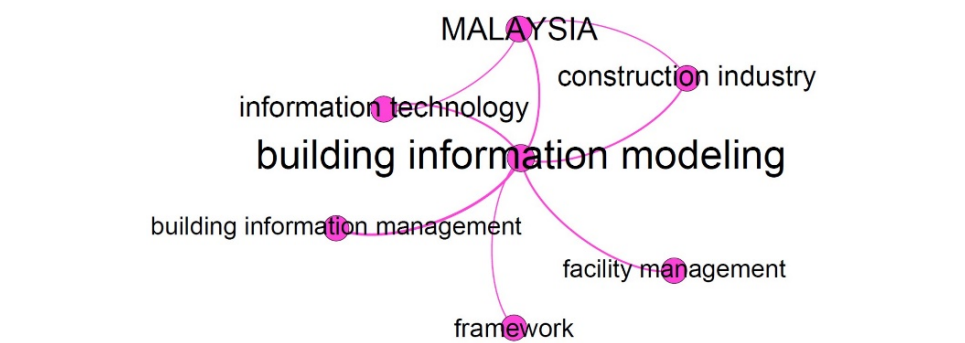 MALAYSIA
construction industry
information technology
building information modeling
building information management
facility management
framework